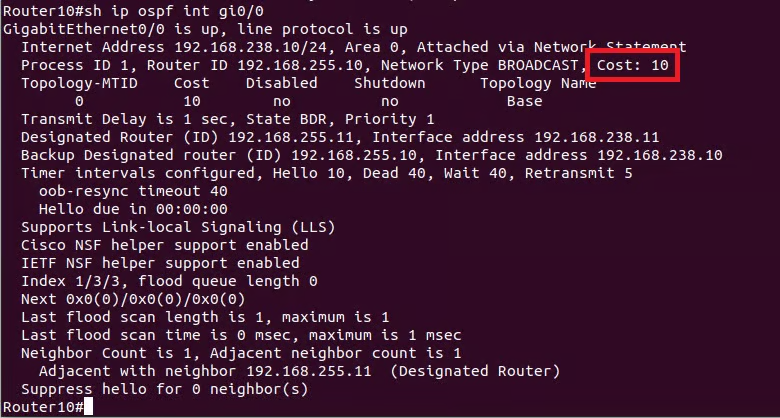 Router10#sh ip ospf int gi0/0
GigabitEthernet0/0 is up, line protocol is up
Internet Address 192.168.238.10/24, Area 0, Attached via Network Statement
Process ID 1, Router ID 192.168.255.10, Network Type BROADCAST, Cost: 10
Topology-MTID Cost Disabled Shutdown Topology Name
0 10 no no Base
Transmit Delay is 1 sec, State BDR, Priority 1
Designated Router (ID) 192.168.255.11, Interface address 192.168.238.11
Backup Designated router (ID) 192.168.255.10, Interface address 192.168.238.10
Timer intervals configured, Hello 10, Dead 40, Wait 40, Retransmit 5
oob-resync timeout 40
Hello due in 00:00:00
Supports Link-local Signaling (LLS)
Cisco NSF helper support enabled
IETF NSF helper support enabled
Index 1/3/3, flood queue length 0
Next 0x0(0)/0x0(0)/0x0(0)
Last flood scan length is 1, maximum is 1
Last flood scan time is 0 msec, maximum is 1 msec
Neighbor Count is 1, Adjacent neighbor count is 1
Adjacent with neighbor 192.168.255.11 (Designated Router)
Suppress hello for 0 neighbor(s)
Router10#